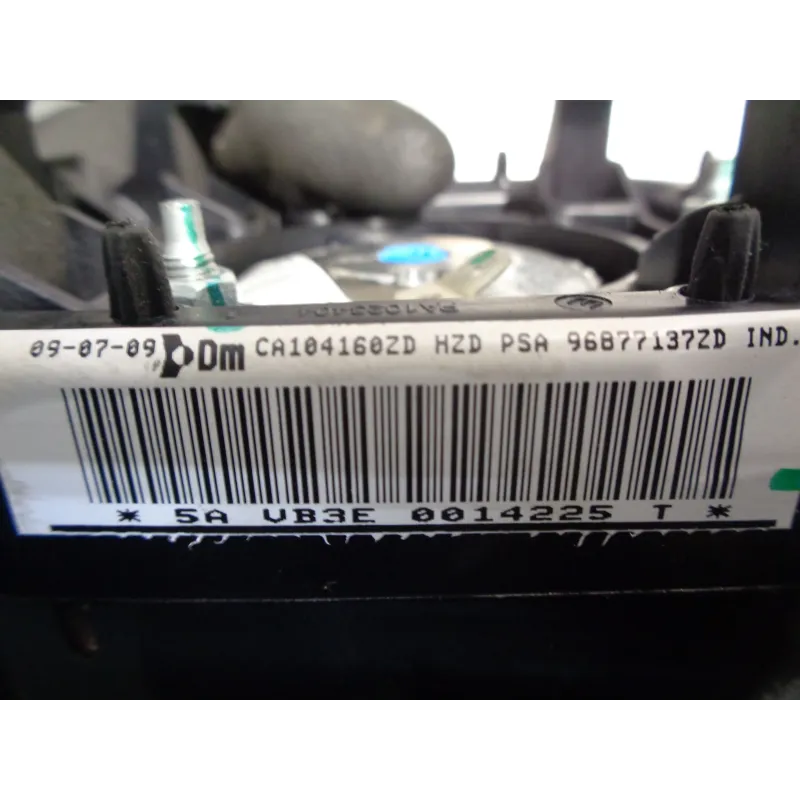 09-07-09 Dm CA104160ZD HZD PSA 96877137ZD IND.
* 5A VB3E 0014225 T *